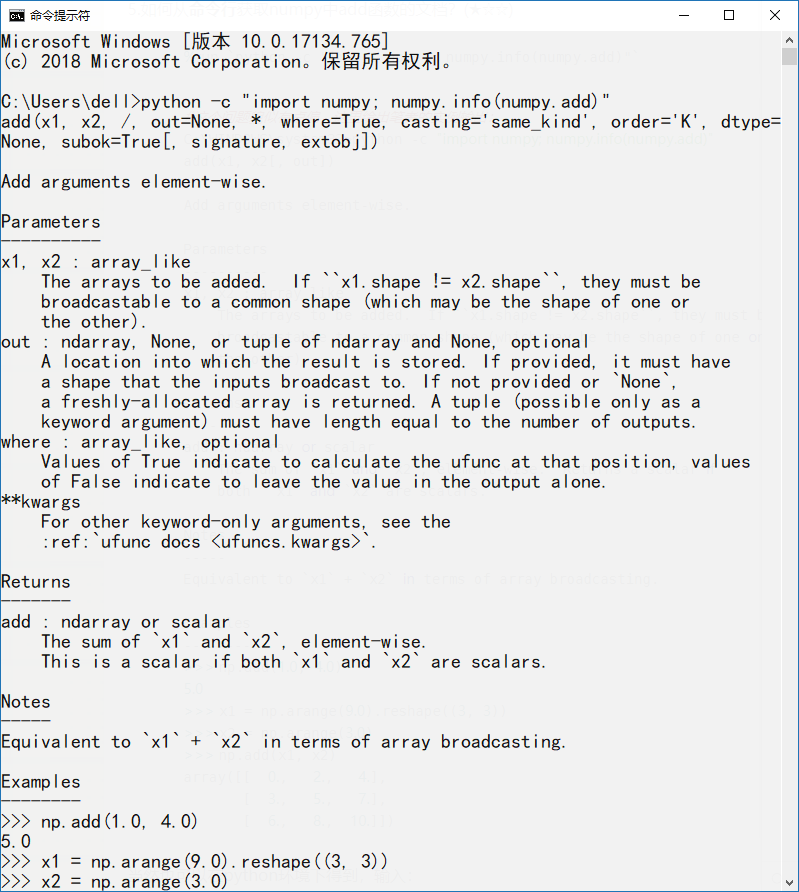 命令提示符
Microsoft Windows [版本 10.0.17134.765]
(c) 2018 Microsoft Corporation。保留所有权利。
C:\Users\dell>python -c "import numpy; numpy.info(numpy.add)"
add(x1, x2, /, out=None, *, where=True, casting='same_kind', order='K', dtype=
None, subok=True[, signature, extobj])
Add arguments element-wise.
Parameters
----------
x1, x2 : array_like
    The arrays to be added.  If ``x1.shape != x2.shape``, they must be
    broadcastable to a common shape (which may be the shape of one or
    the other).
out : ndarray, None, or tuple of ndarray and None, optional
    A location into which the result is stored. If provided, it must have
    a shape that the inputs broadcast to. If not provided or `None`,
    a freshly-allocated array is returned. A tuple (possible only as a
    keyword argument) must have length equal to the number of outputs.
where : array_like, optional
    Values of True indicate to calculate the ufunc at that position, values
    of False indicate to leave the value in the output alone.
**kwargs
    For other keyword-only arguments, see the
    :ref:`ufunc docs <ufuncs.kwargs>`.
Returns
-------
add : ndarray or scalar
    The sum of `x1` and `x2`, element-wise.
    This is a scalar if both `x1` and `x2` are scalars.
Notes
-----
Equivalent to `x1` + `x2` in terms of array broadcasting.
Examples
--------
>>> np.add(1.0, 4.0)
5.0
>>> x1 = np.arange(9.0).reshape((3, 3))
>>> x2 = np.arange(3.0)